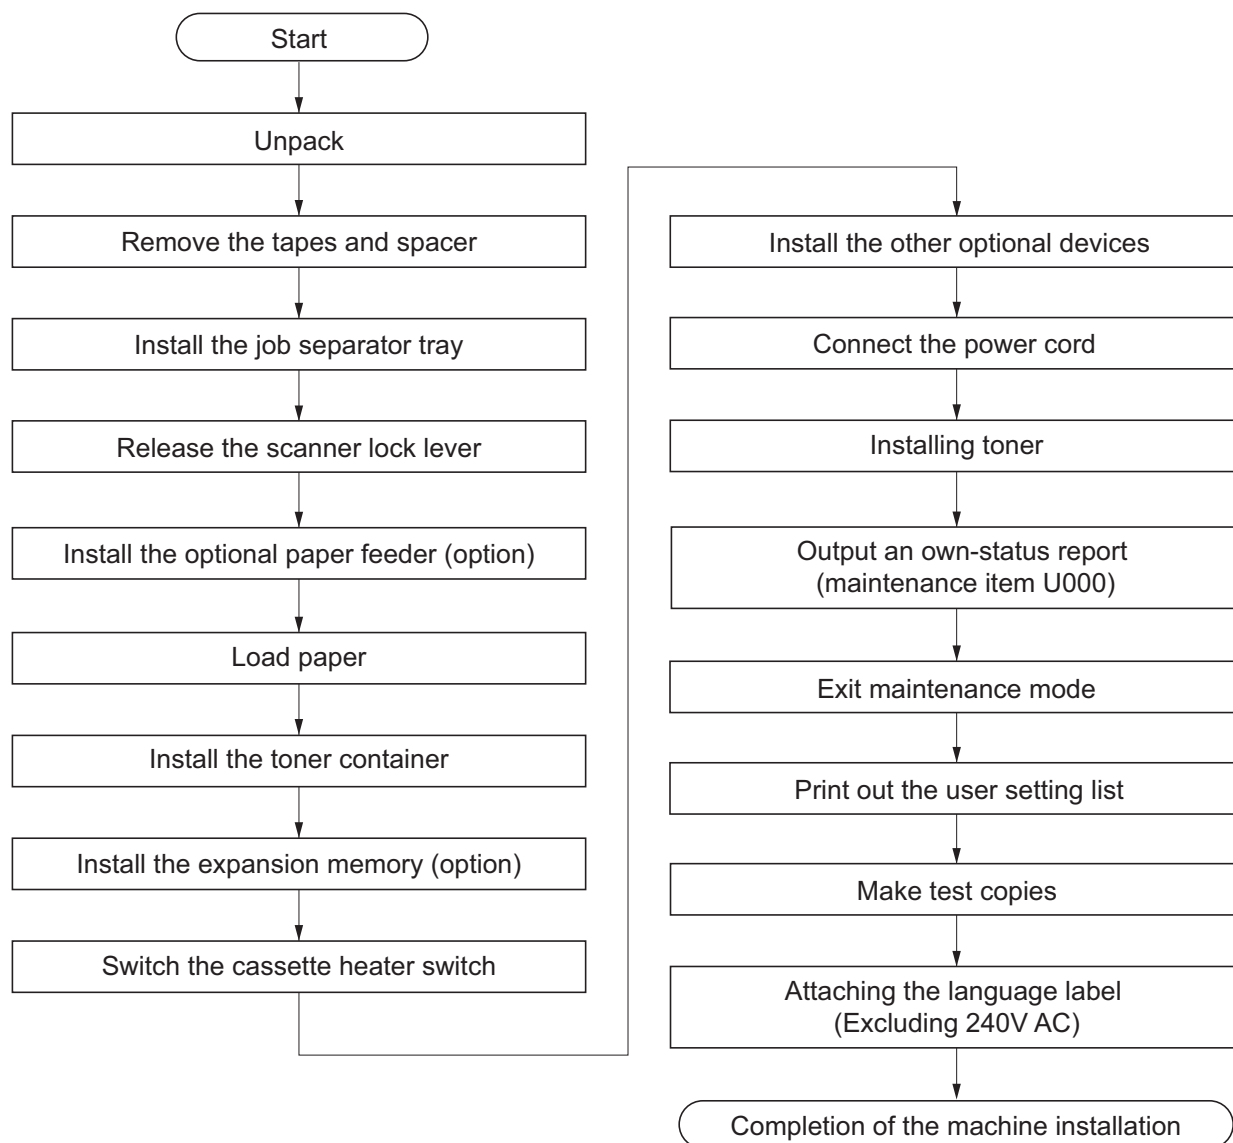 Start
Unpack
Remove the tapes and spacer
Install the job separator tray
Release the scanner lock lever
Install the optional paper feeder (option)
Load paper
Install the toner container
Install the expansion memory (option)
Switch the cassette heater switch
Install the other optional devices
Connect the power cord
Installing toner
Output an own-status report
(maintenance item U000)
Exit maintenance mode
Print out the user setting list
Make test copies
Attaching the language label
(Excluding 240V AC)
Completion of the machine installation